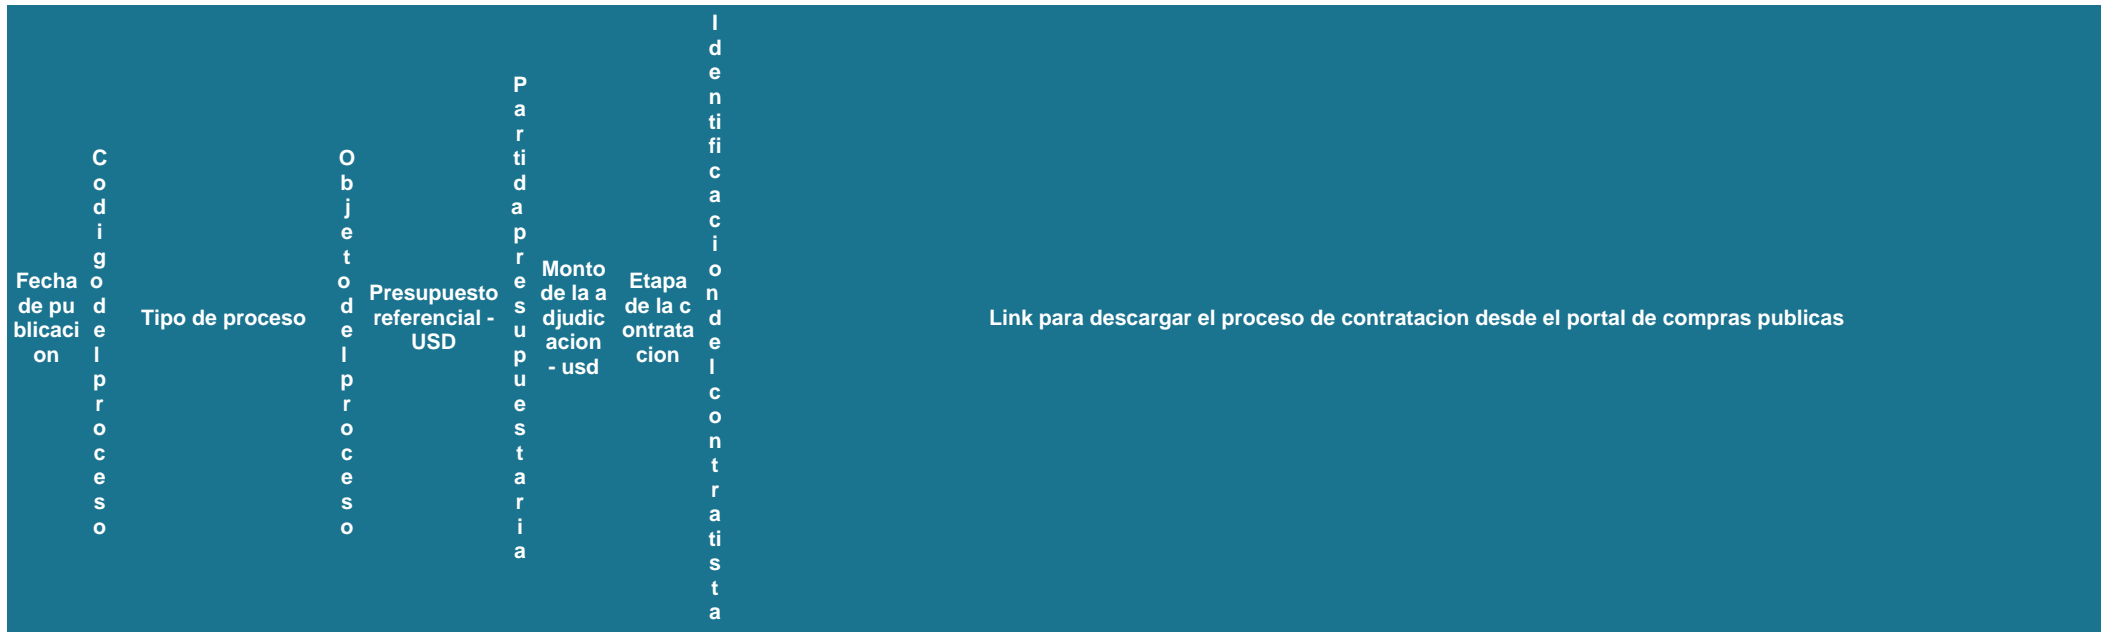 Fecha
de pu
blicaci
on
C
o
d
i
g
o
d
e
l
p
r
o
c
e
s
o
Tipo de proceso
O
b
j
e
t
o
d
e
l
p
r
o
c
e
s
o
Presupuesto
referencial -
USD
P
a
r
ti
d
a
p
r
e
s
u
p
u
e
s
t
a
r
i
a
Monto
de la a
djudic
acion
- usd
Etapa
de la c
ontrata
cion
I
d
e
n
ti
fi
c
a
c
i
o
n
d
e
l
c
o
n
t
r
a
ti
s
t
a
Link para descargar el proceso de contratacion desde el portal de compras publicas